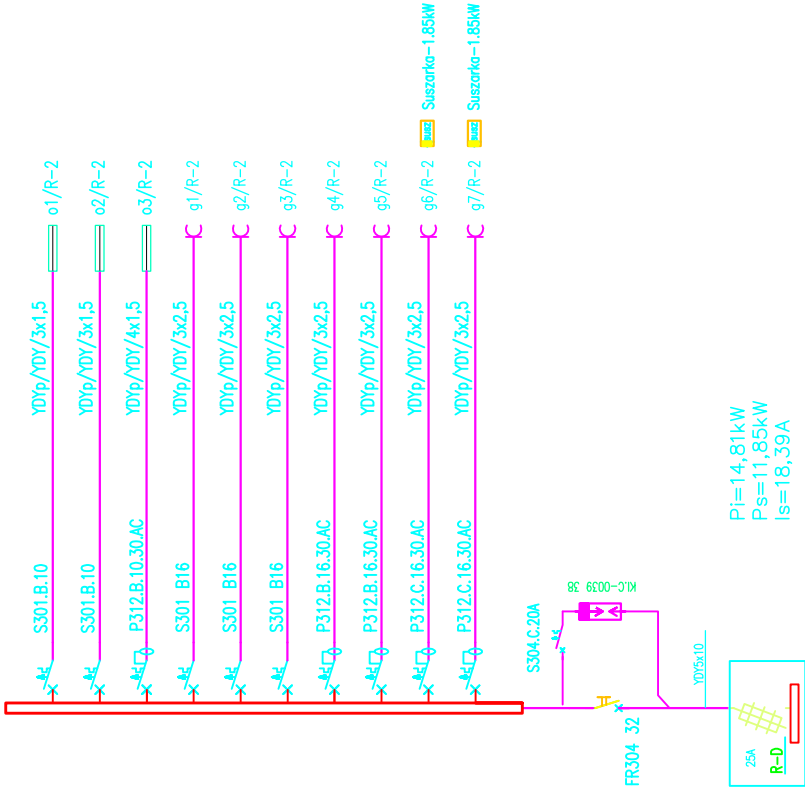 Suszarka-1.85kW
Suszarka-1.85kW
susz
susz
o1/R-2
o2/R-2
o3/R-2
g1/R-2
g2/R-2
g3/R-2
g4/R-2
g5/R-2
g6/R-2
g7/R-2
YDYp/YDY/3x1,5
YDYp/YDY/3x1,5
YDYp/YDY/4x1,5
YDYp/YDY/3x2,5
YDYp/YDY/3x2,5
YDYp/YDY/3x2,5
YDYp/YDY/3x2,5
YDYp/YDY/3x2,5
YDYp/YDY/3x2,5
YDYp/YDY/3x2,5
S301.B.10
S301.B.10
P312.B.10.30.AC
S301 B16
S301 B16
S301 B16
P312.B.16.30.AC
P312.B.16.30.AC
P312.C.16.30.AC
P312.C.16.30.AC
S304.C.20A
KI.C-0039 38
FR304 32
YDY5x10
25A
R-D
Pi=14,81kW
Ps=11,85kW
Is=18,39A